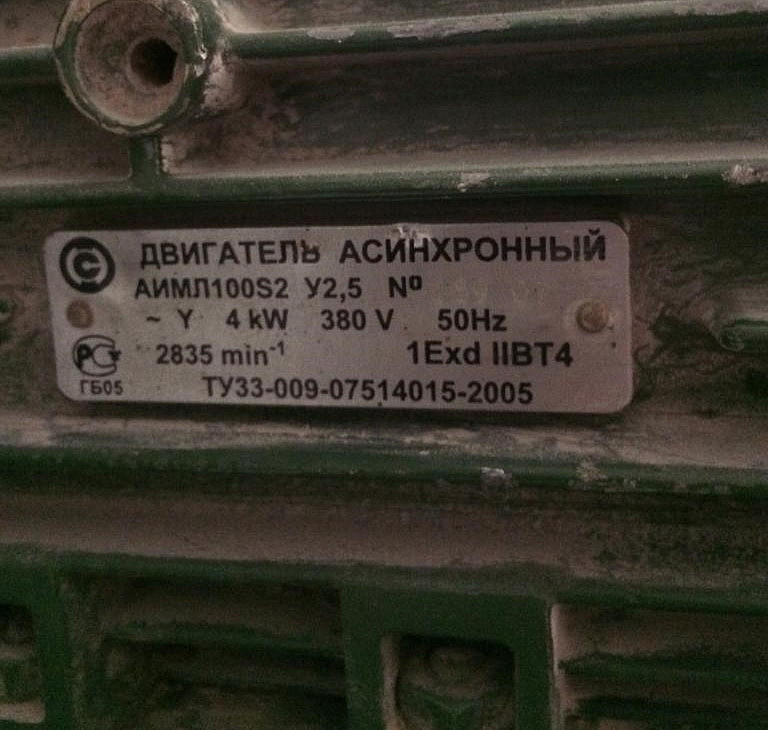 ДВИГАТЕЛЬ АСИНХРОННЫЙ
АИМЛ100S2 У2,5 №
~ Y 4 kW 380 V 50Hz
РСТ 2835 min⁻¹ 1Exd IIBT4
ГБ05 ТУ33-009-07514015-2005